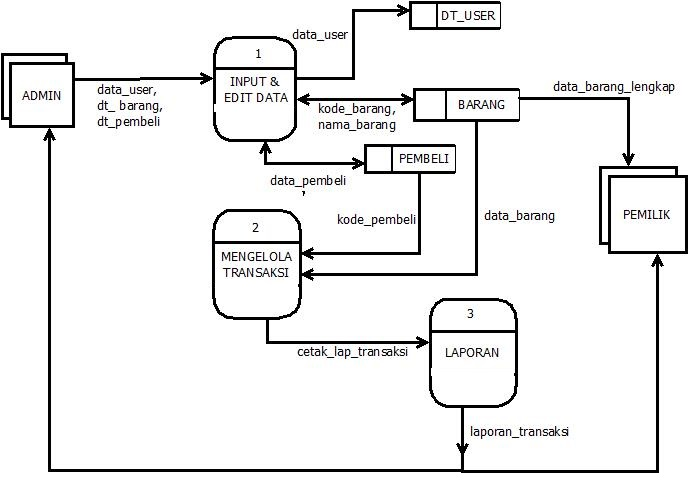 DT_USER
data_user
1
INPUT &
EDIT DATA
ADMIN
data_user,
dt_ barang,
dt_pembeli
kode_barang,
nama_barang
BARANG
data_barang_lengkap
PEMBELI
data_pembeli
,
kode_pembeli
data_barang
PEMILIK
2
MENGELOLA
TRANSAKSI
3
LAPORAN
cetak_lap_transaksi
laporan_transaksi